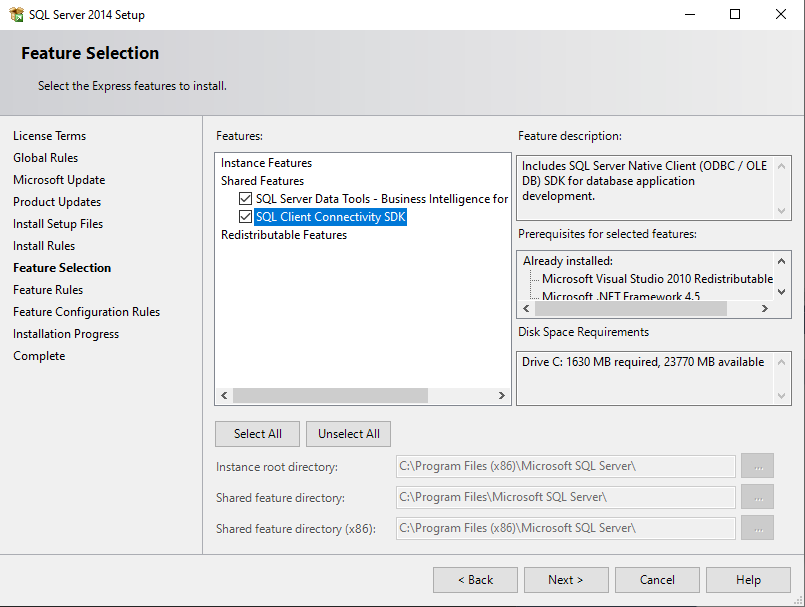 SQL Server 2014 Setup
Feature Selection
Select the Express features to install.
License Terms
Global Rules
Microsoft Update
Product Updates
Install Setup Files
Install Rules
Feature Selection
Feature Rules
Feature Configuration Rules
Installation Progress
Complete
Features:
Instance Features
Shared Features
SQL Server Data Tools - Business Intelligence for
SQL Client Connectivity SDK
Redistributable Features
Feature description:
Includes SQL Server Native Client (ODBC / OLE
DB) SDK for database application
development.
Prerequisites for selected features:
Already installed:
Microsoft Visual Studio 2010 Redistributable
Microsoft .NET Framework 4.5
Disk Space Requirements
Drive C: 1630 MB required, 23770 MB available
Select All
Unselect All
Instance root directory:
C:\Program Files (x86)\Microsoft SQL Server\
...
Shared feature directory:
C:\Program Files\Microsoft SQL Server\
...
Shared feature directory (x86):
C:\Program Files (x86)\Microsoft SQL Server\
...
< Back
Next >
Cancel
Help